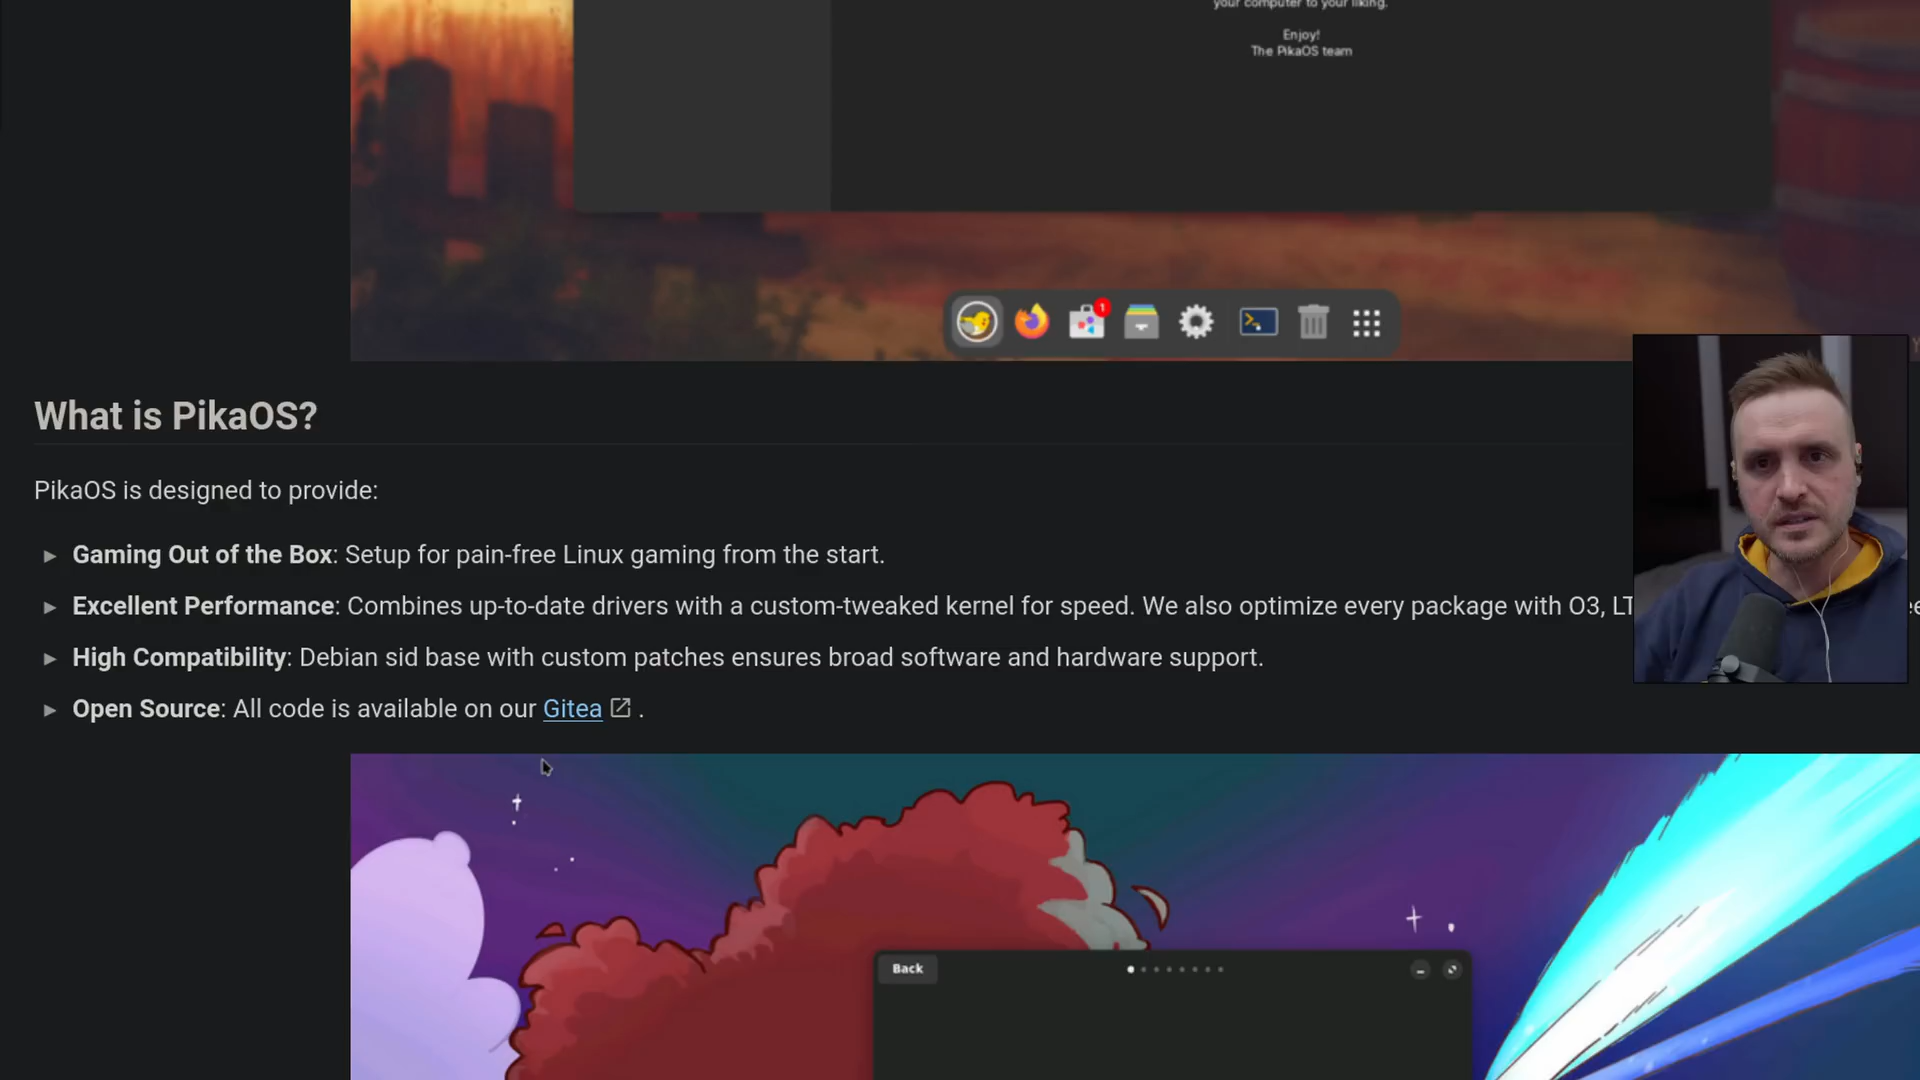 your computer to your liking.
Enjoy!
The PikaOS team
1
What is PikaOS?
PikaOS is designed to provide:
Gaming Out of the Box: Setup for pain-free Linux gaming from the start.
Excellent Performance: Combines up-to-date drivers with a custom-tweaked kernel for speed. We also optimize every package with O3, LT
High Compatibility: Debian sid base with custom patches ensures broad software and hardware support.
Open Source: All code is available on our Gitea .
Back